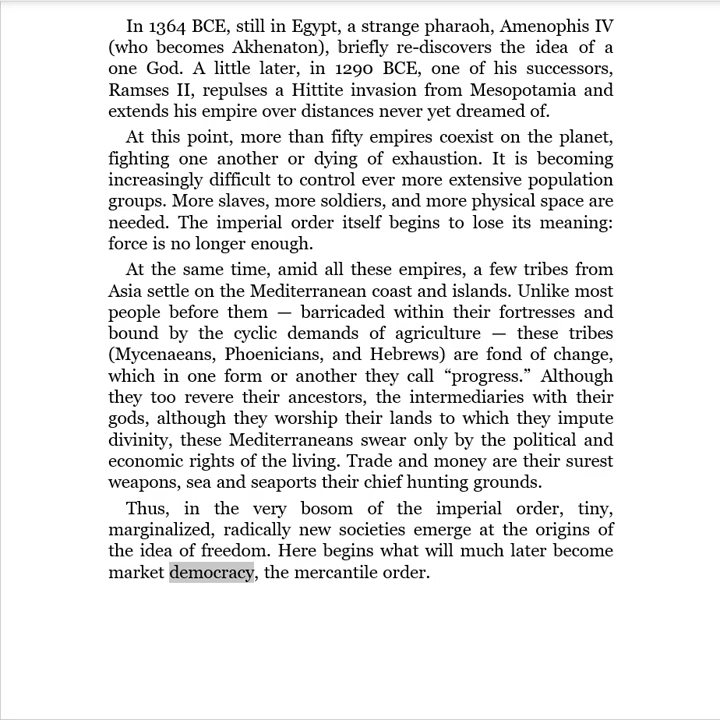 In 1364 BCE, still in Egypt, a strange pharaoh, Amenophis IV
(who becomes Akhenaton), briefly re-discovers the idea of a
one God. A little later, in 1290 BCE, one of his successors,
Ramses II, repulses a Hittite invasion from Mesopotamia and
extends his empire over distances never yet dreamed of.
At this point, more than fifty empires coexist on the planet,
fighting one another or dying of exhaustion. It is becoming
increasingly difficult to control ever more extensive population
groups. More slaves, more soldiers, and more physical space are
needed. The imperial order itself begins to lose its meaning:
force is no longer enough.
At the same time, amid all these empires, a few tribes from
Asia settle on the Mediterranean coast and islands. Unlike most
people before them — barricaded within their fortresses and
bound by the cyclic demands of agriculture — these tribes
(Mycenaeans, Phoenicians, and Hebrews) are fond of change,
which in one form or another they call “progress.” Although
they too revere their ancestors, the intermediaries with their
gods, although they worship their lands to which they impute
divinity, these Mediterraneans swear only by the political and
economic rights of the living. Trade and money are their surest
weapons, sea and seaports their chief hunting grounds.
Thus, in the very bosom of the imperial order, tiny,
marginalized, radically new societies emerge at the origins of
the idea of freedom. Here begins what will much later become
market democracy, the mercantile order.